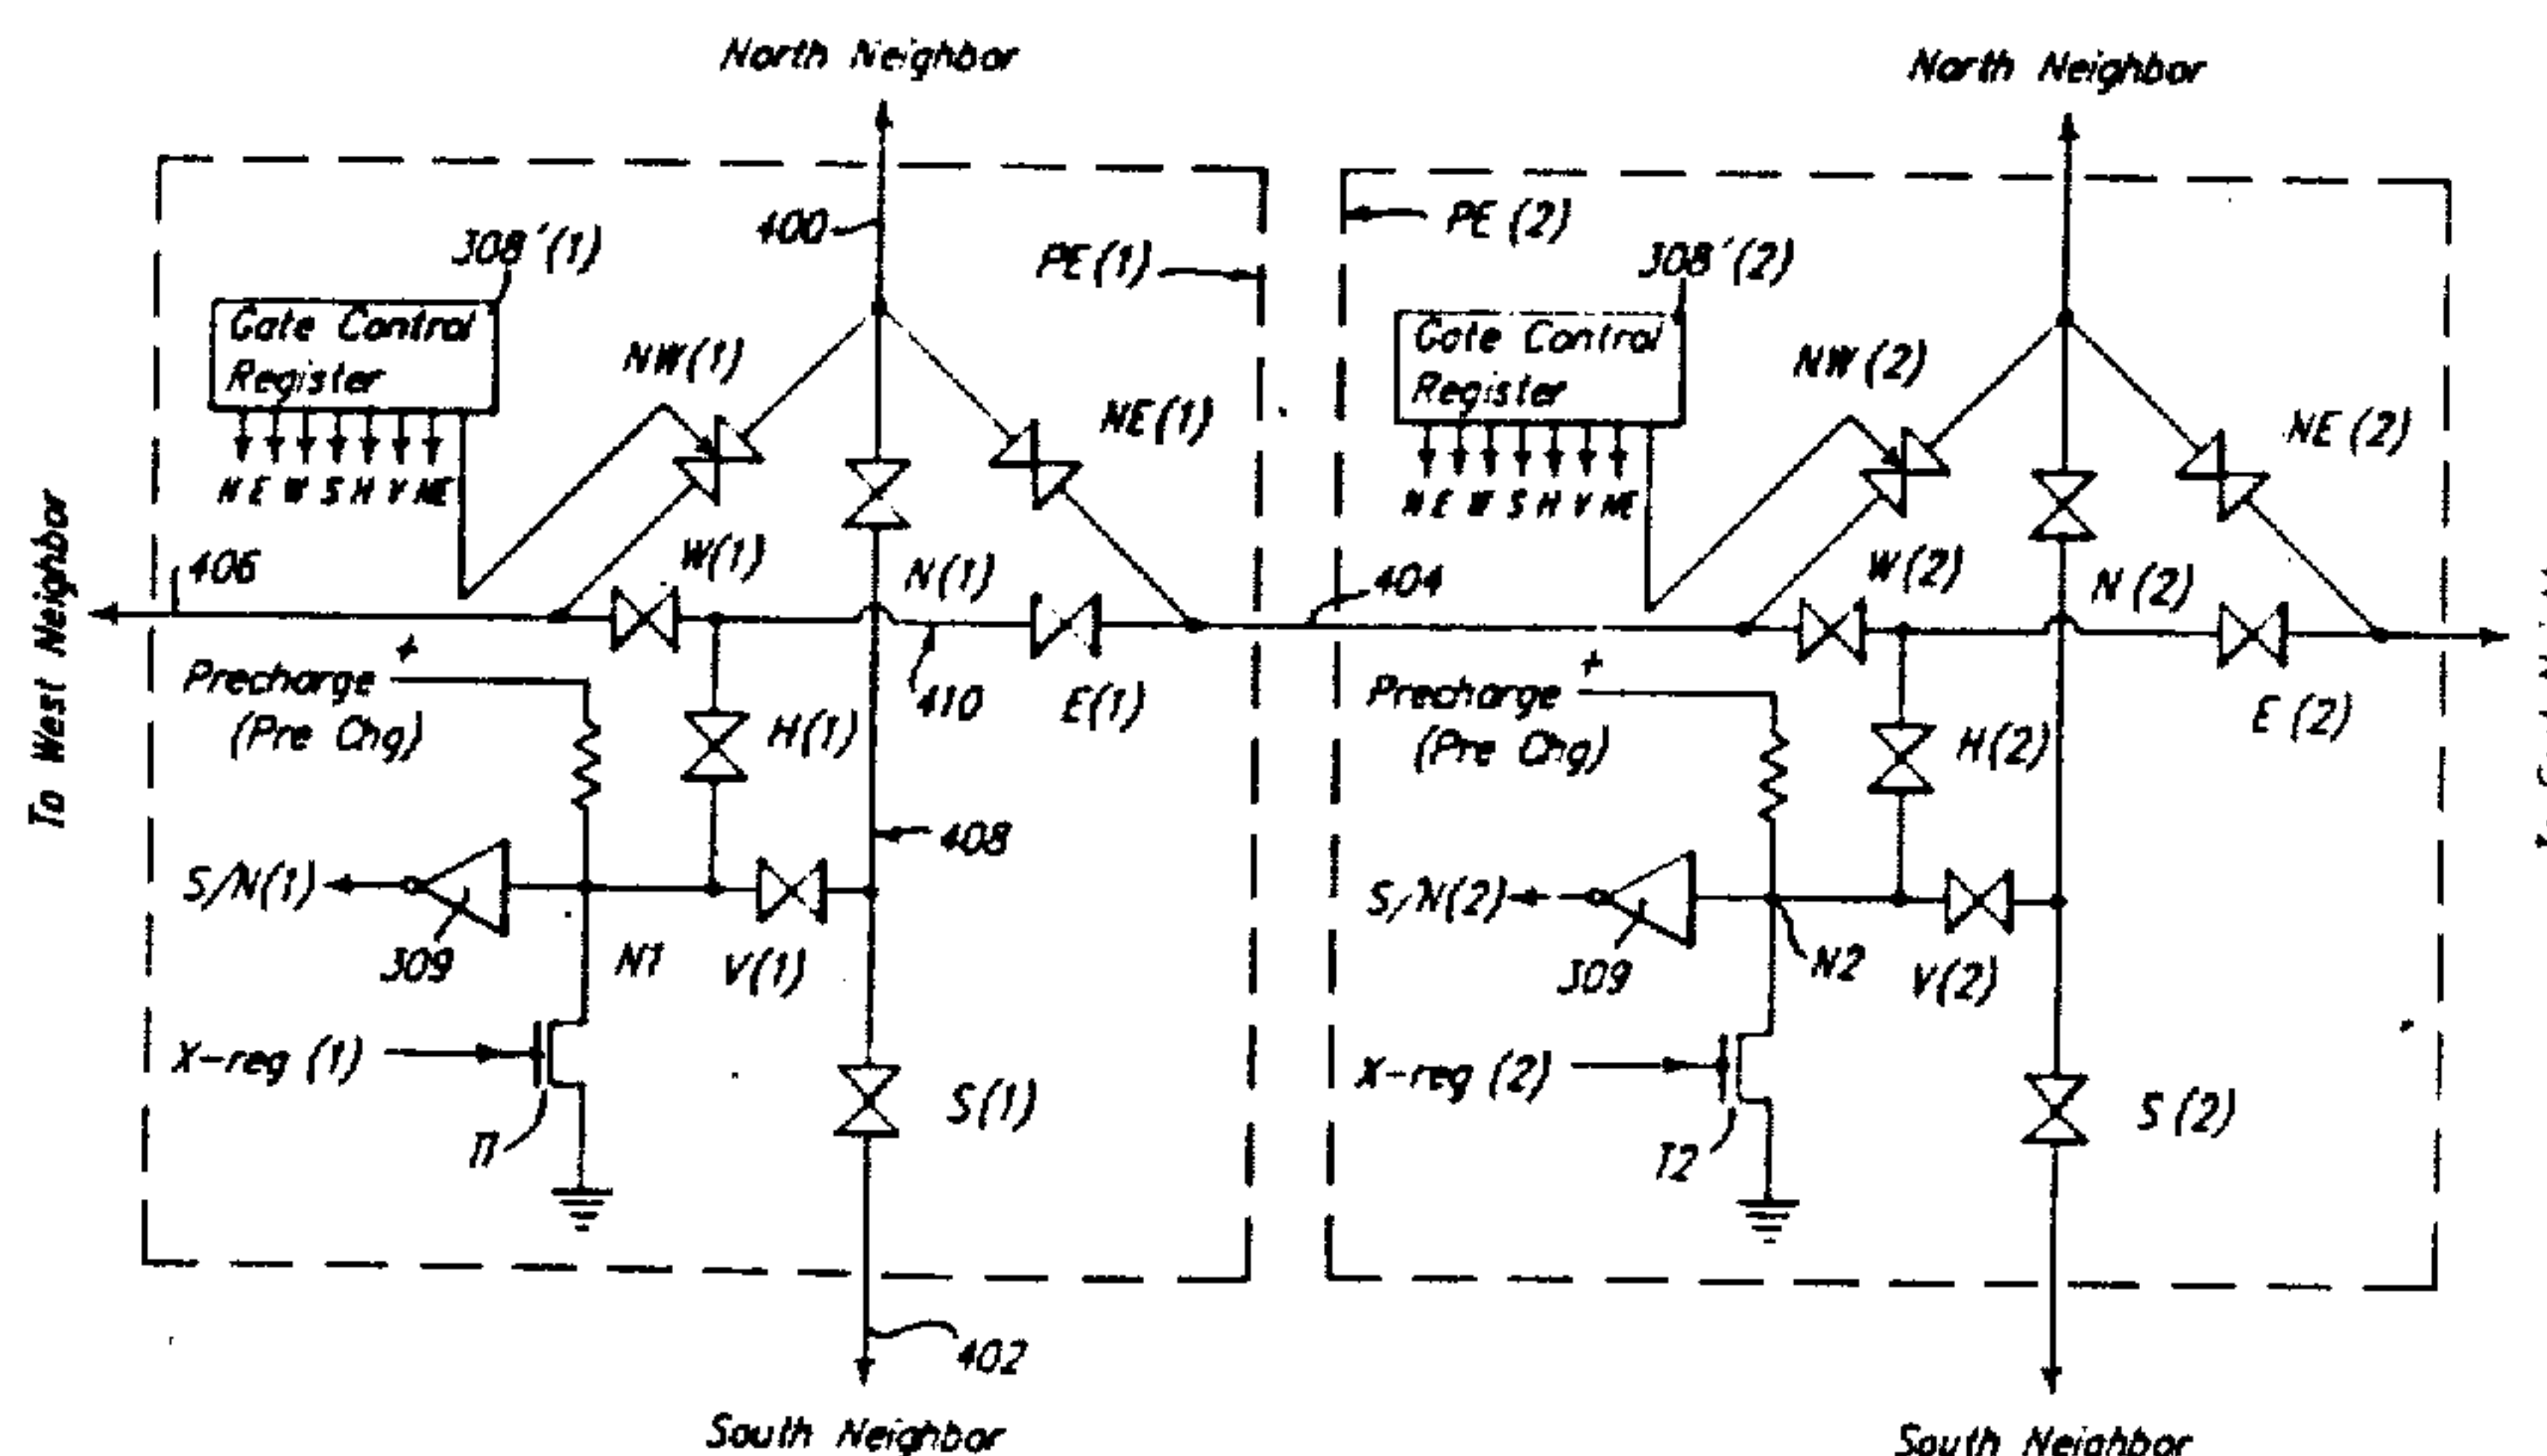 North Neighbor
North Neighbor
400
PE(1)
PE (2)
308'(1)
308'(2)
Gate Control
Register
N E W S H V NE
NW(1)
NE(1)
Gate Control
Register
N E W S H V NE
NW (2)
NE (2)
To West Neighbor
406
W(1)
N(1)
404
W(2)
N(2)
+
Precharge
(Pre Chg)
H(1)
410
E(1)
+
Precharge
(Pre Chg)
H(2)
E (2)
408
S/N(1)
309
N1
V(1)
S/N(2)
309
N2
V(2)
X-reg (1)
T1
S(1)
X-reg (2)
T2
S (2)
402
South Neighbor
South Neighbor